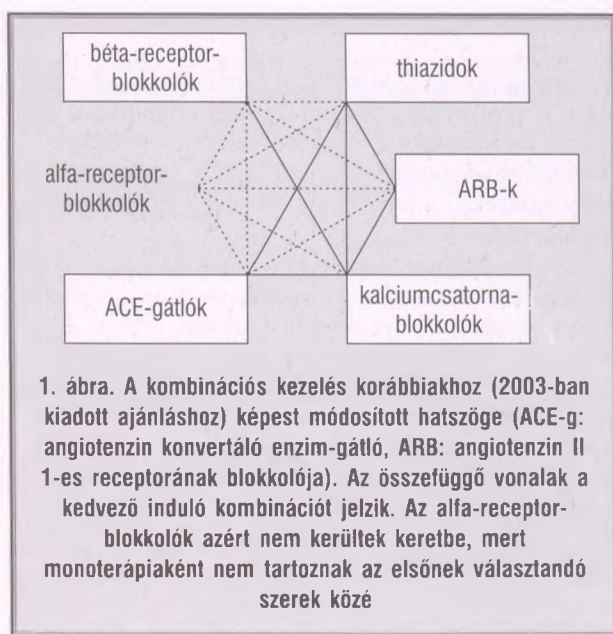 béta-receptor-
blokkolók
thiazidok
alfa-receptor-
blokkolók
ARB-k
ACE-gátlók
kalciumcsatorna-
blokkolók
1. ábra. A kombinációs kezelés korábbiakhoz (2003-ban
kiadott ajánláshoz) képest módosított hatszöge (ACE-g:
angiotenzin konvertáló enzim-gátló, ARB: angiotenzin II
1-es receptorának blokkolója). Az összefüggő vonalak a
kedvező induló kombinációt jelzik. Az alfa-receptor-
blokkolók azért nem kerültek keretbe, mert
monoterápiaként nem tartoznak az elsőnek választandó
szerek közé